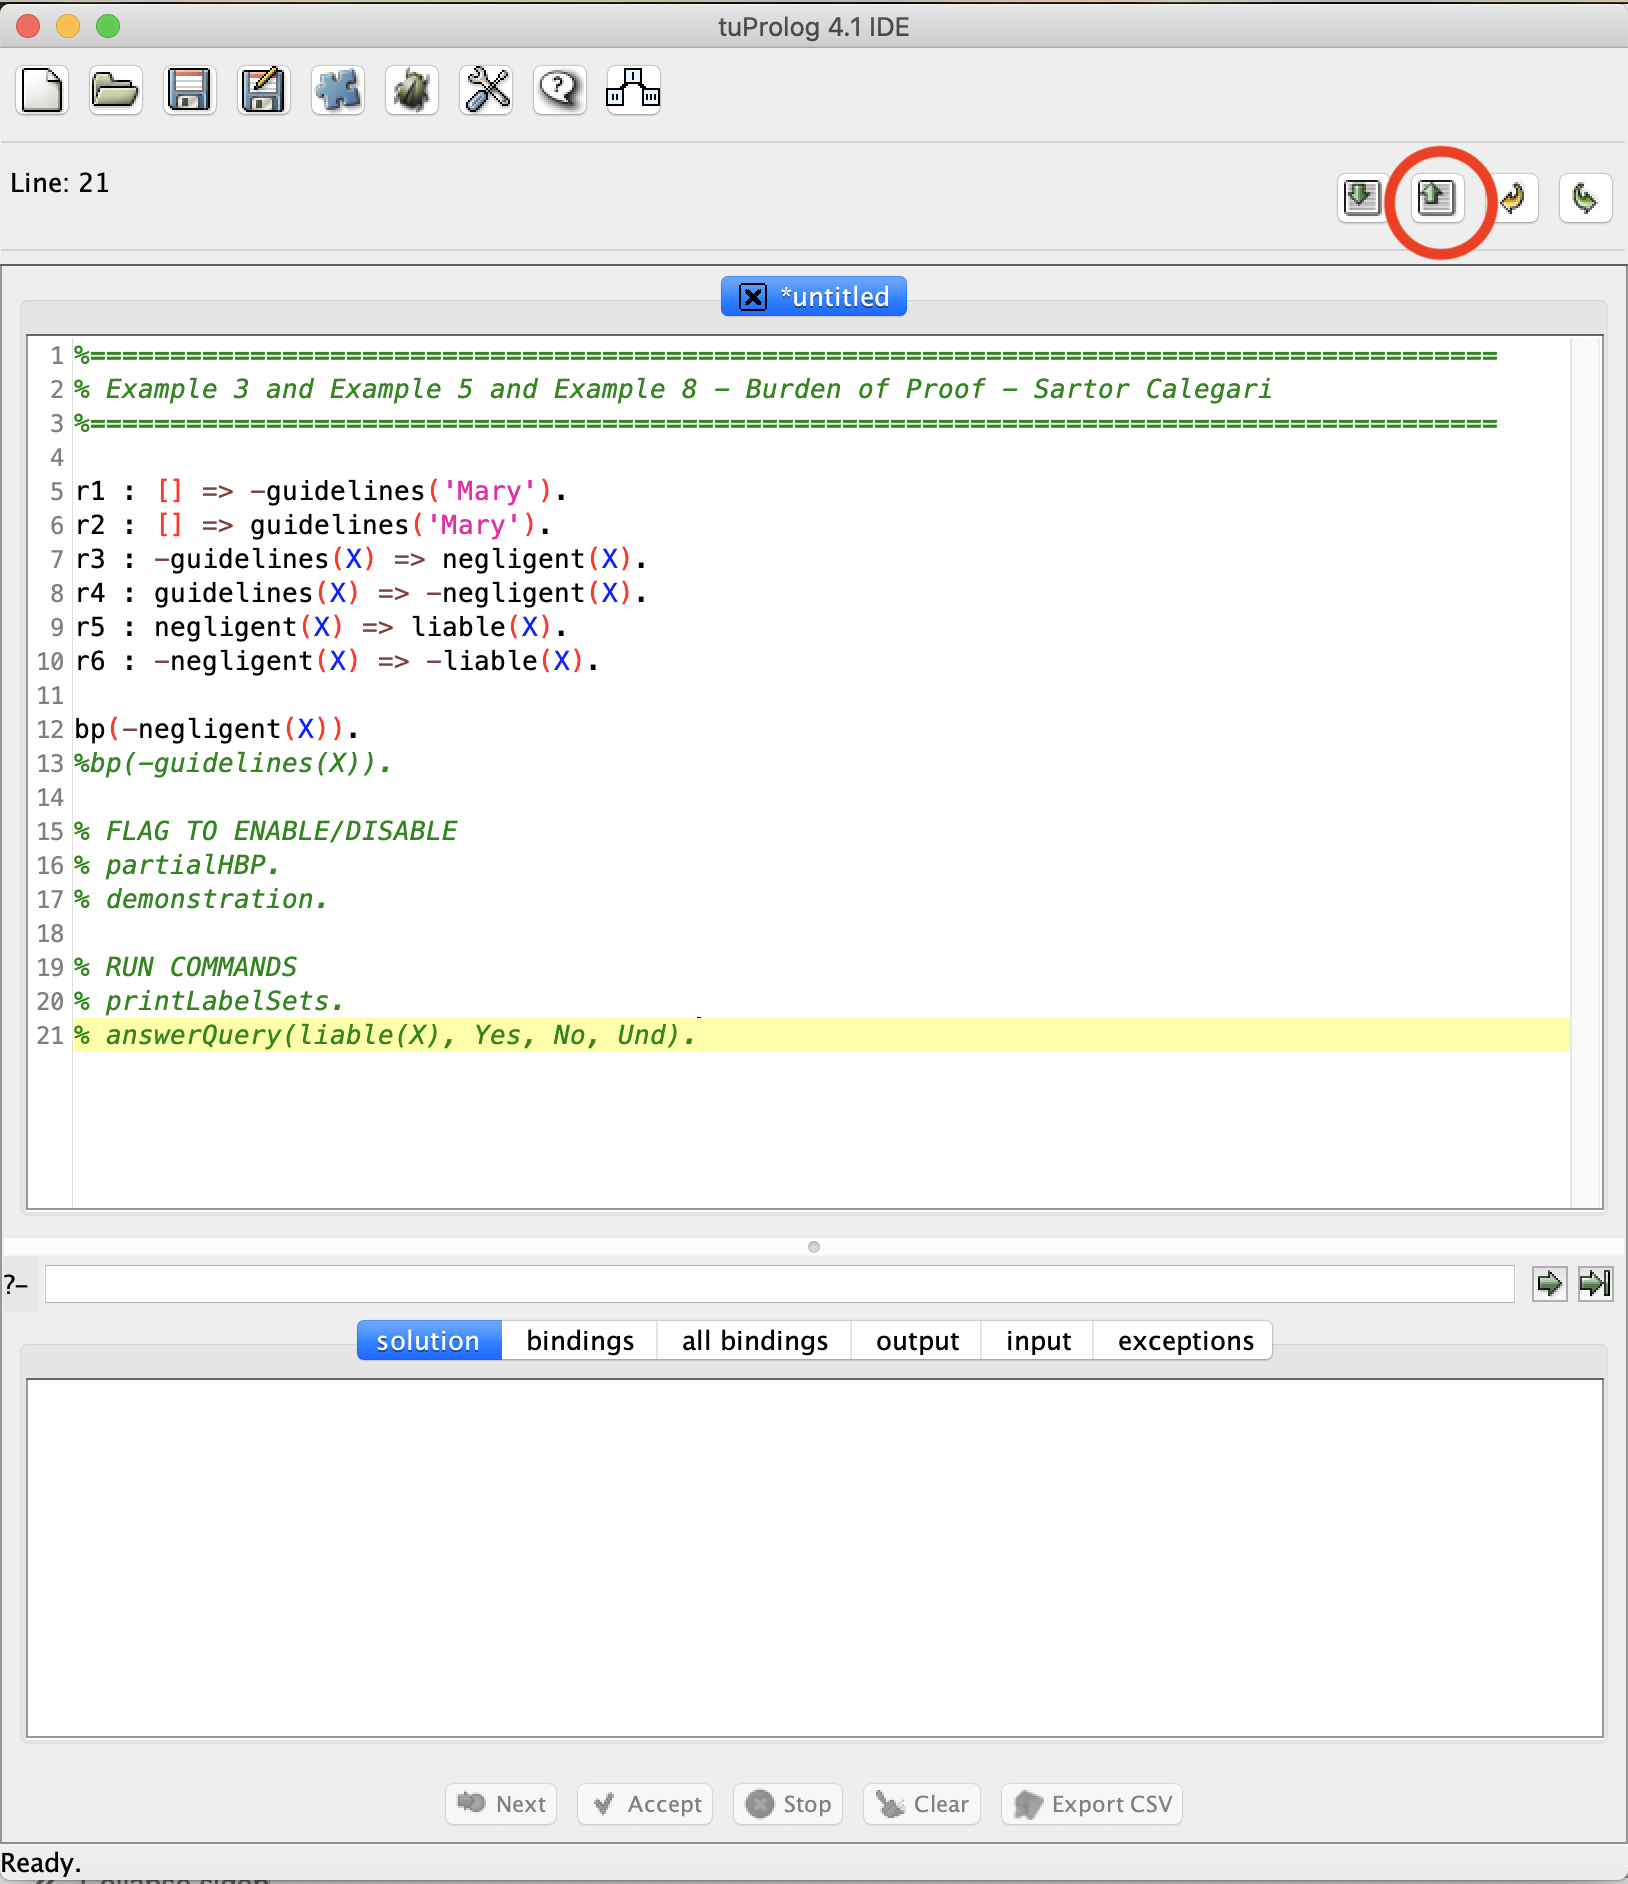 tuProlog 4.1 IDE
Line: 21
*untitled
1 %========================================================================================
2 % Example 3 and Example 5 and Example 8 - Burden of Proof - Sartor Calegari
3 %========================================================================================
4
5 r1 : [] => -guidelines('Mary').
6 r2 : [] => guidelines('Mary').
7 r3 : -guidelines(X) => negligent(X).
8 r4 : guidelines(X) => -negligent(X).
9 r5 : negligent(X) => liable(X).
10 r6 : -negligent(X) => -liable(X).
11
12 bp(-negligent(X)).
13 %bp(-guidelines(X)).
14
15 % FLAG TO ENABLE/DISABLE
16 % partialHBP.
17 % demonstration.
18
19 % RUN COMMANDS
20 % printLabelSets.
21 % answerQuery(liable(X), Yes, No, Und).
?-
solution bindings all bindings output input exceptions
Next Accept Stop Clear Export CSV
Ready.